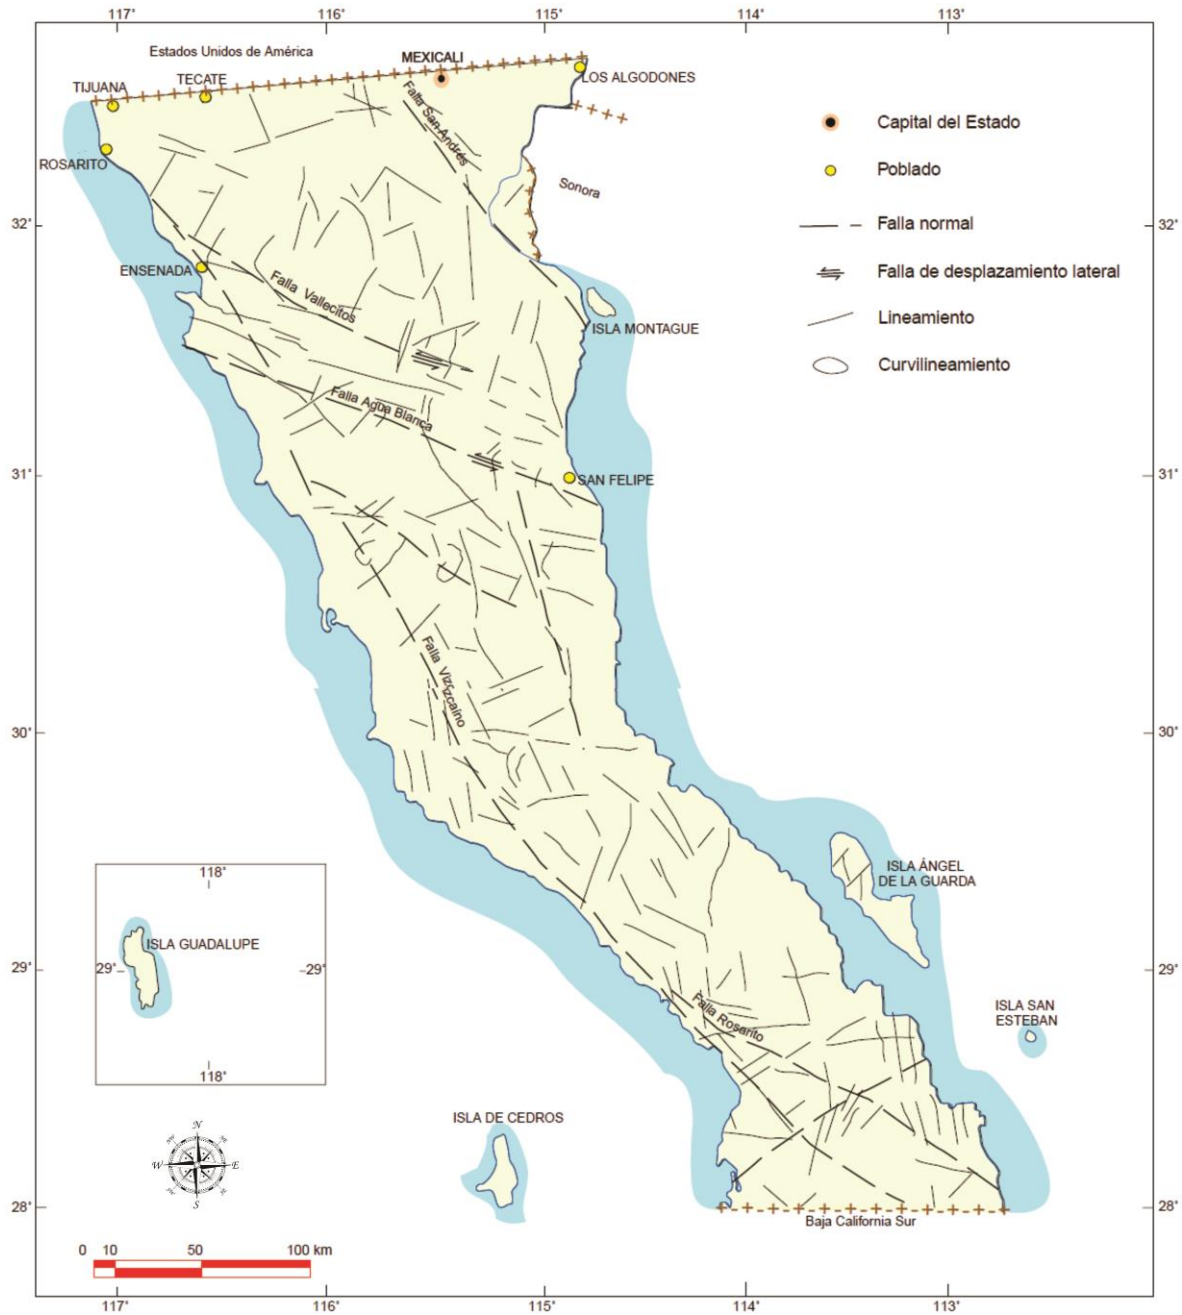 117˚
116˚
115˚
114˚
113˚
Estados Unidos de América
MEXICALI
TIJUANA
TECATE
LOS ALGODONES
ROSARITO
Falla San Andrés
Sonora
Capital del Estado
Poblado
Falla normal
Falla de desplazamiento lateral
Lineamiento
Curvilineamiento
32˚
32˚
ENSENADA
Falla Vallecitos
ISLA MONTAGUE
Falla Agua Blanca
31˚
31˚
SAN FELIPE
Falla Vizcaíno
30˚
30˚
ISLA ÁNGEL
DE LA GUARDA
118˚
ISLA GUADALUPE
29˚
29˚
118˚
29˚
29˚
Falla Rosarito
ISLA SAN
ESTEBAN
ISLA DE CEDROS
N
W
E
S
28˚
28˚
Baja California Sur
0 10 50 100 km
117˚
116˚
115˚
114˚
113˚